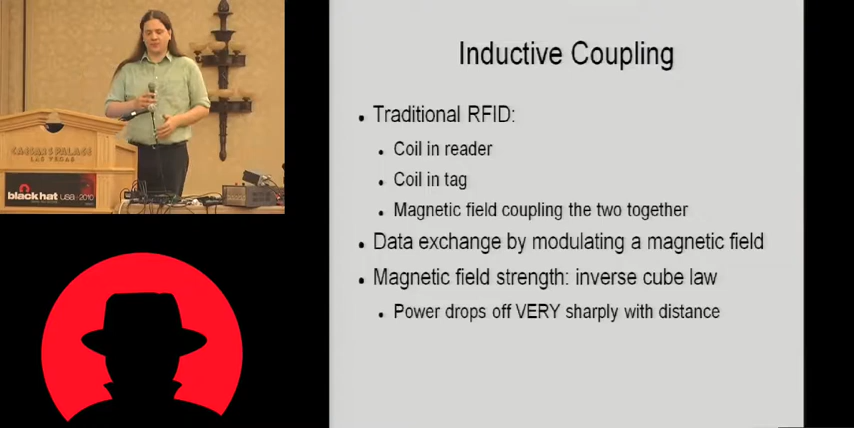 CAESARS PALACE
LAS VEGAS
black hat USA + 2010
Inductive Coupling
• Traditional RFID:
• Coil in reader
• Coil in tag
• Magnetic field coupling the two together
• Data exchange by modulating a magnetic field
• Magnetic field strength: inverse cube law
• Power drops off VERY sharply with distance